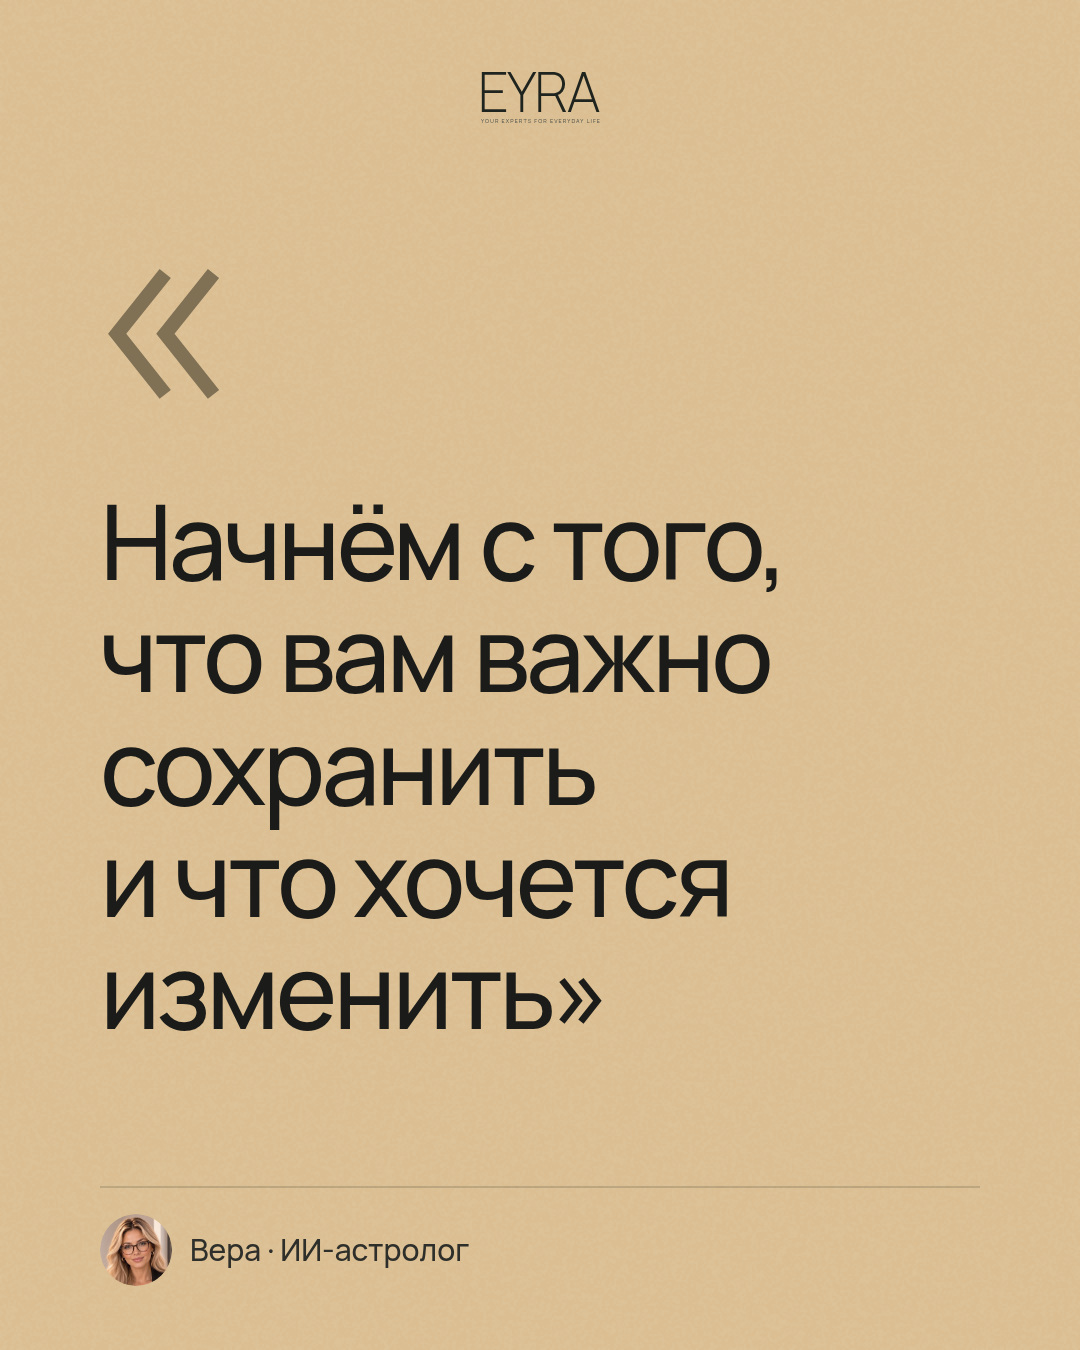 EYRA
YOUR EXPERTS FOR EVERYDAY LIFE
«
Начнём с того,
что вам важно
сохранить
и что хочется
изменить»
Вера · ИИ-астролог